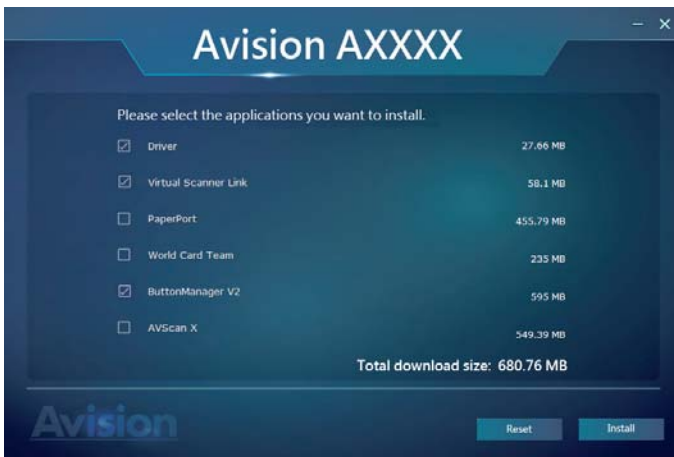 Avision AXXXX
Please select the applications you want to install.
Driver 27.66 MB
Virtual Scanner Link 58.1 MB
PaperPort 455.79 MB
World Card Team 235 MB
ButtonManager V2 595 MB
AVScan X 549.39 MB
Total download size: 680.76 MB
Avision
Reset Install